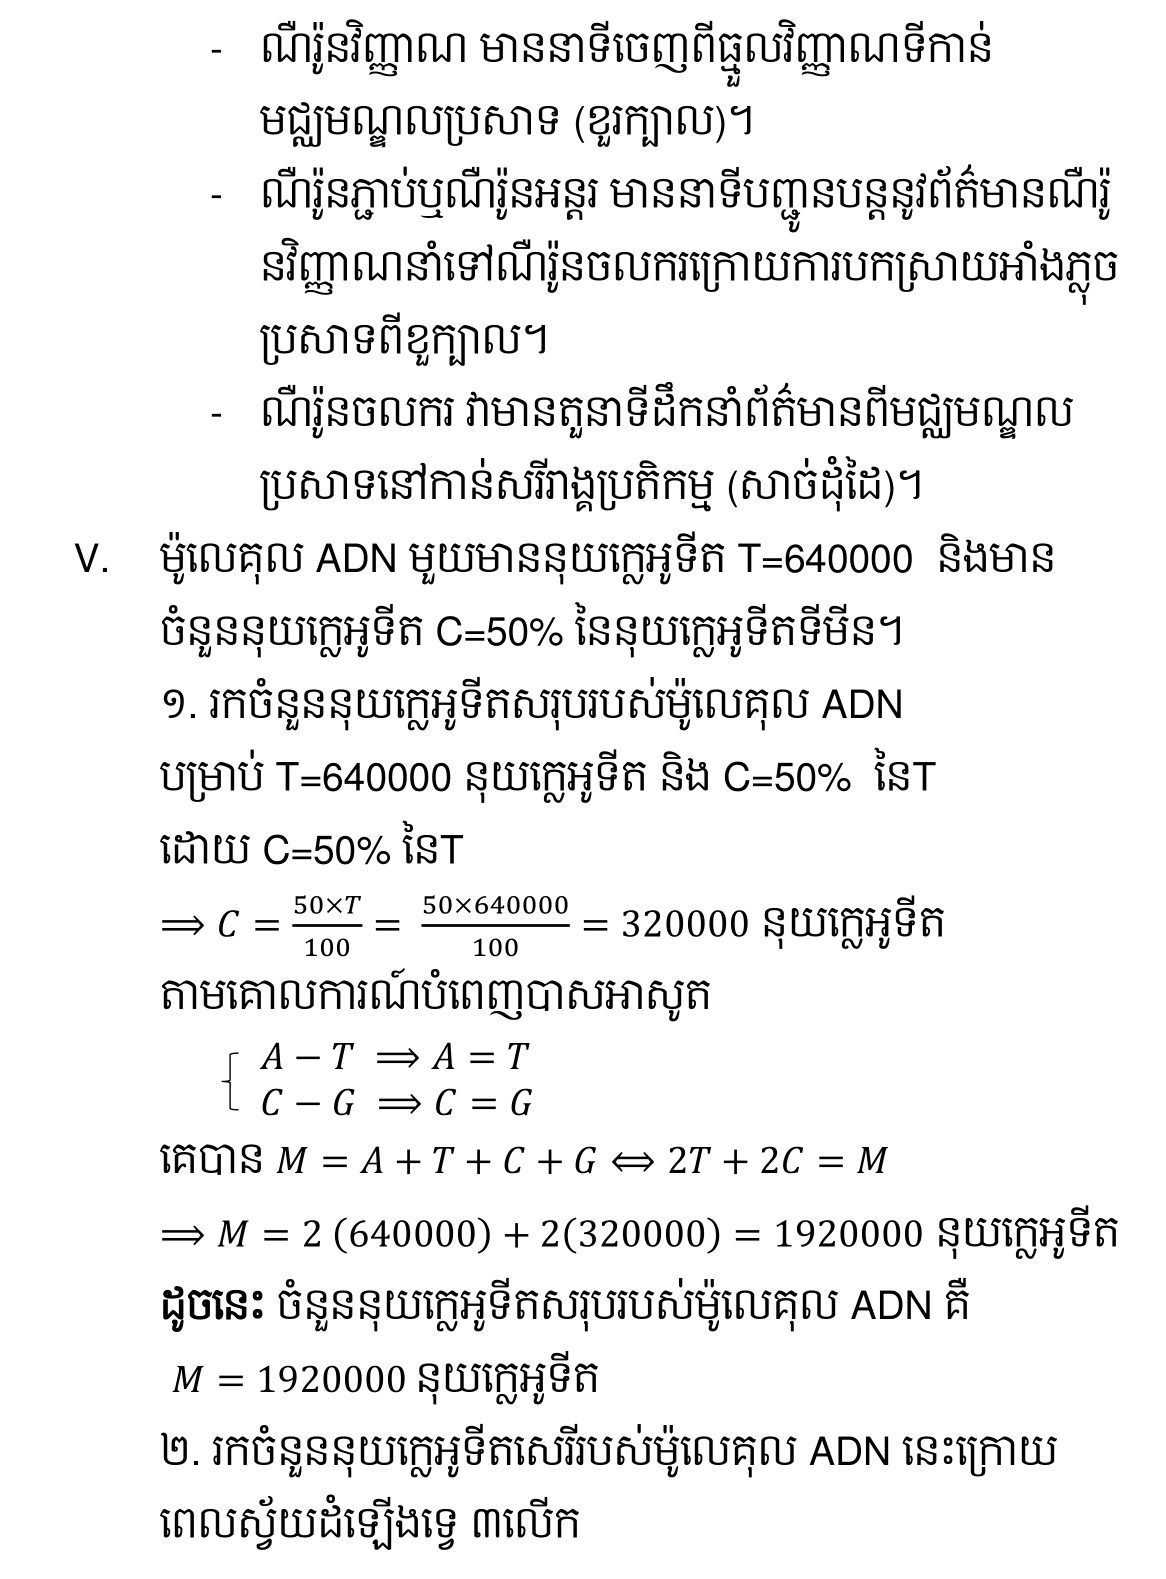 - ណឺរ៉ូនវិញ្ញាណ មាននាទីចេញពីធ្មួលវិញ្ញាណទីកាន់
មជ្ឈមណ្ឌលប្រសាទ (ខួរក្បាល)។
- ណឺរ៉ូនភ្ជាប់ឬណឺរ៉ូនអន្តរ មាននាទីបញ្ជូនបន្តនូវព័ត៌មានណឺរ៉ូ
នវិញ្ញាណនាំទៅណឺរ៉ូនចលករក្រោយការបកស្រាយអាំងភ្លុច
ប្រសាទពីខួក្បាល។
- ណឺរ៉ូនចលករ វាមានតួនាទីដឹកនាំព័ត៌មានពីមជ្ឈមណ្ឌល
ប្រសាទនៅកាន់សរីរាង្គប្រតិកម្ម (សាច់ដុំដៃ)។
V. ម៉ូលេគុល ADN មួយមាននុយក្លេអូទីត T=640000 និងមាន
ចំនួននុយក្លេអូទីត C=50% នៃនុយក្លេអូទីតទីមីន។
១. រកចំនួននុយក្លេអូទីតសរុបរបស់ម៉ូលេគុល ADN
បម្រាប់ T=640000 នុយក្លេអូទីត និង C=50% នៃT
ដោយ C=50% នៃT
⟹ C = 50×T/100 = 50×640000/100 = 320000 នុយក្លេអូទីត
តាមគោលការណ៍បំពេញបាសអាសូត
{ A − T ⟹ A = T
C − G ⟹ C = G
គេបាន M = A + T + C + G ⟺ 2T + 2C = M
⟹ M = 2 (640000) + 2(320000) = 1920000 នុយក្លេអូទីត
ដូចនេះ ចំនួននុយក្លេអូទីតសរុបរបស់ម៉ូលេគុល ADN គឺ
M = 1920000 នុយក្លេអូទីត
២. រកចំនួននុយក្លេអូទីតសេរីរបស់ម៉ូលេគុល ADN នេះក្រោយ
ពេលស្វ័យដំឡើងទ្វេ ៣លើក